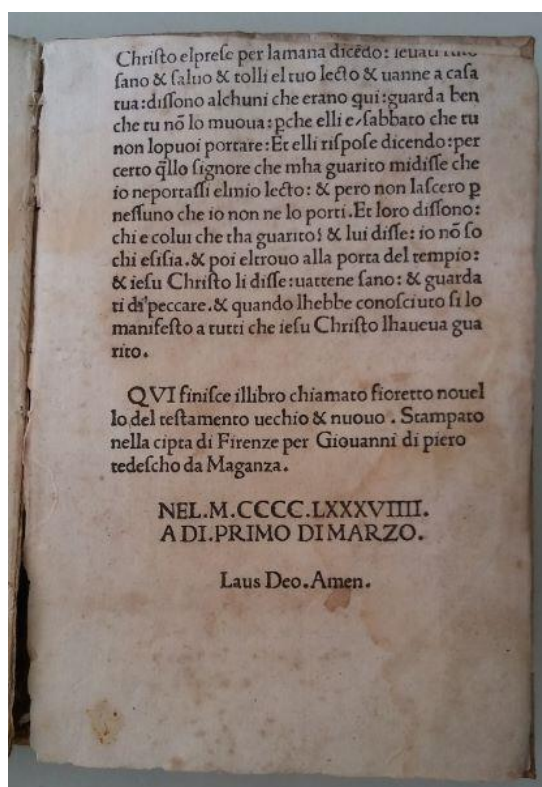 Chriſto elpreſe per lamana dicēdo: leuati tuto
ſano & ſaluo & tolli el tuo lecto & uanne a caſa
tua:diſſono alchuni che erano qui:guarda ben
che tu nō lo muoua:ꝑche elli e/ſabbato che tu
non lopuoi portare:Et elli riſpoſe dicendo:per
certo q̄llo ſignore che mha guarito midiſſe che
io neportaſſi elmio lecto: & pero non laſcero ꝑ
neſſuno che io non ne lo porti.Et loro diſſono:
chi e colui che tha guarito? & lui diſſe: io nō ſo
chi eſiſia.& poi eltrouo alla porta del tempio:
& ieſu Chriſto li diſſe:uattene ſano: & guarda
ti di peccare.& quando lhebbe conoſciuto ſi lo
manifeſto a tutti che ieſu Chriſto lhaueua gua
rito.
QVI finiſce illibro chiamato fioretto nouel
lo del teſtamento uechio & nuouo . Stampato
nella cipta di Firenze per Giouanni di piero
tedeſcho da Maganza.
NEL.M.CCCC.LXXXVIIII.
A DI.PRIMO DI MARZO.
Laus Deo.Amen.